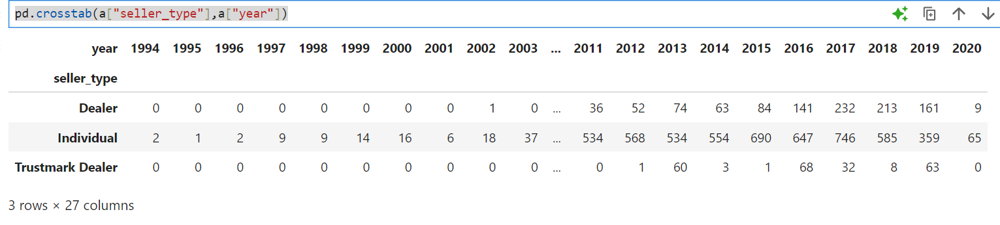 pd.crosstab(a["seller_type"],a["year"])
year 1994 1995 1996 1997 1998 1999 2000 2001 2002 2003 ... 2011 2012 2013 2014 2015 2016 2017 2018 2019 2020
seller_type
Dealer 0 0 0 0 0 0 0 0 1 0 ... 36 52 74 63 84 141 232 213 161 9
Individual 2 1 2 9 9 14 16 6 18 37 ... 534 568 534 554 690 647 746 585 359 65
Trustmark Dealer 0 0 0 0 0 0 0 0 0 0 ... 0 1 60 3 1 68 32 8 63 0
3 rows × 27 columns